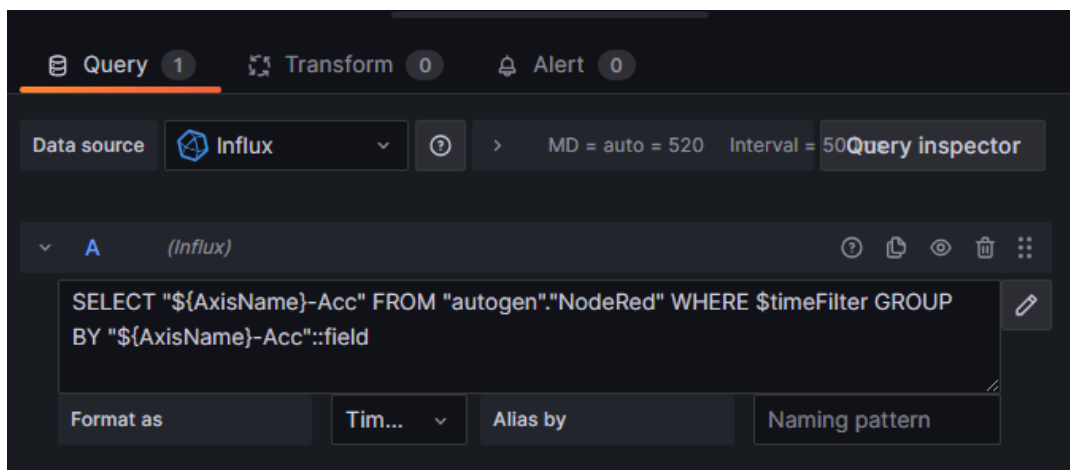 Query 1 Transform 0 Alert 0
Data source Influx MD = auto = 520 Interval = 50 Query inspector
A (Influx)
SELECT "${AxisName}-Acc" FROM "autogen"."NodeRed" WHERE $timeFilter GROUP
BY "${AxisName}-Acc"::field
Format as Tim... Alias by Naming pattern